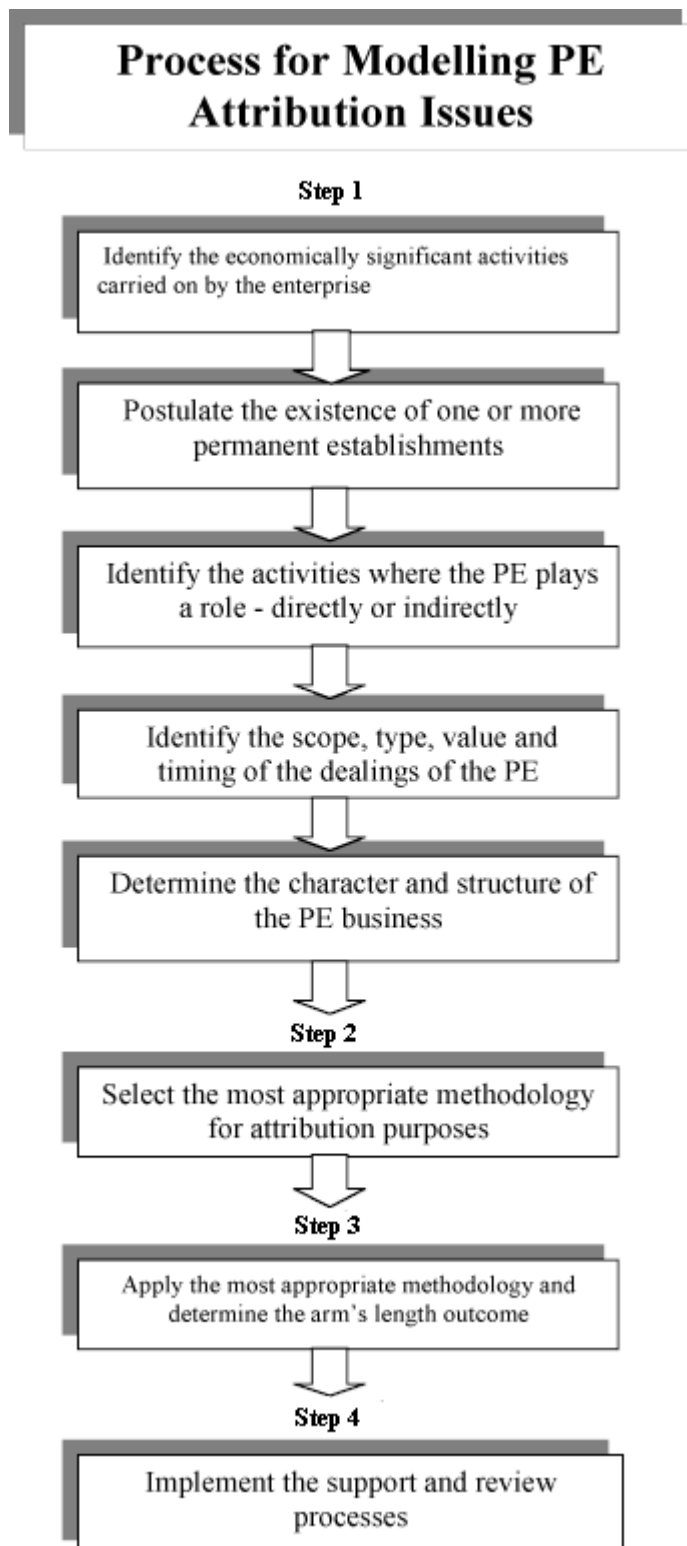 Process for Modelling PE
Attribution Issues
Step 1
Identify the economically significant activities
carried on by the enterprise
Postulate the existence of one or more
permanent establishments
Identify the activities where the PE plays
a role - directly or indirectly
Identify the scope, type, value and
timing of the dealings of the PE
Determine the character and structure of
the PE business
Step 2
Select the most appropriate methodology
for attribution purposes
Step 3
Apply the most appropriate methodology and
determine the arm's length outcome
Step 4
Implement the support and review
processes